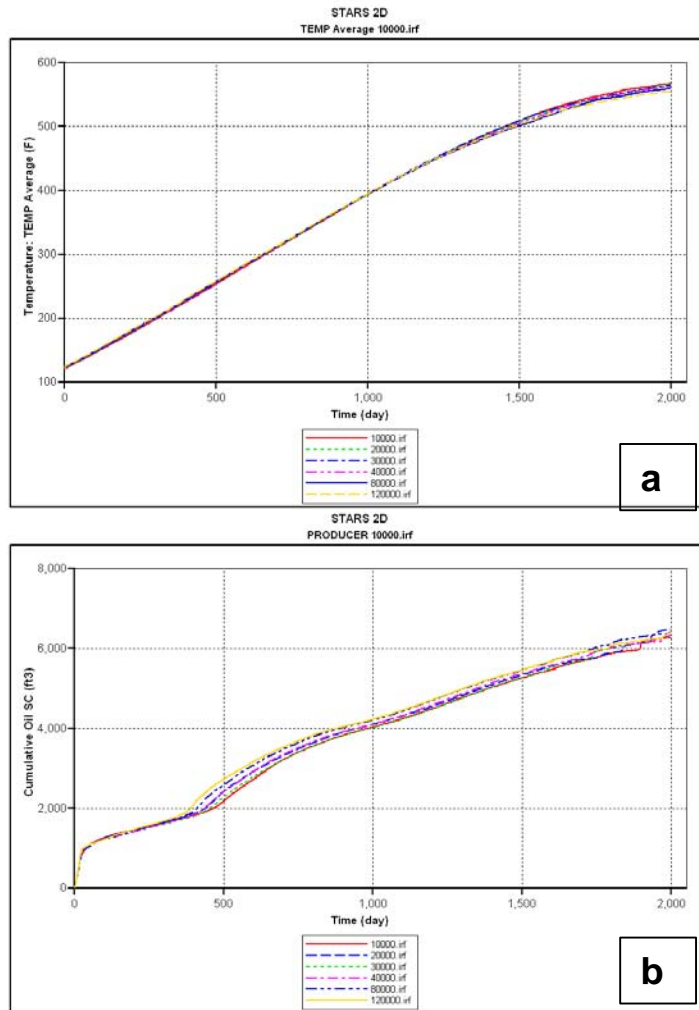 STARS 2D
TEMP Average 10000.irf
600
500
400
300
200
100
Temperature: TEMP Average (F)
0
500
1,000
1,500
2,000
Time (day)
10000.irf
20000.irf
30000.irf
40000.irf
80000.irf
120000.irf
a
STARS 2D
PRODUCER 10000.irf
8,000
6,000
4,000
2,000
0
Cumulative Oil SC (ft3)
0
500
1,000
1,500
2,000
Time (day)
10000.irf
20000.irf
30000.irf
40000.irf
80000.irf
120000.irf
b